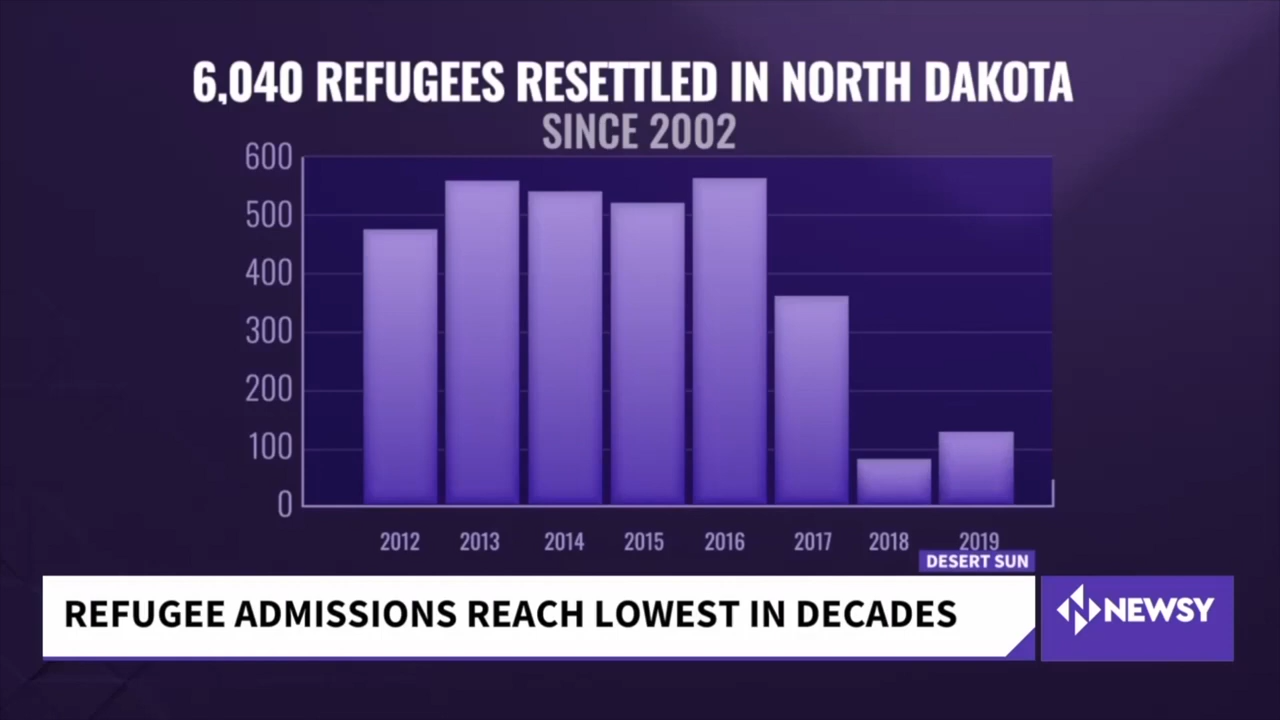 6,040 REFUGEES RESETTLED IN NORTH DAKOTA
SINCE 2002
600
500
400
300
200
100
0
2012 2013 2014 2015 2016 2017 2018 2019
DESERT SUN
REFUGEE ADMISSIONS REACH LOWEST IN DECADES
NEWSY